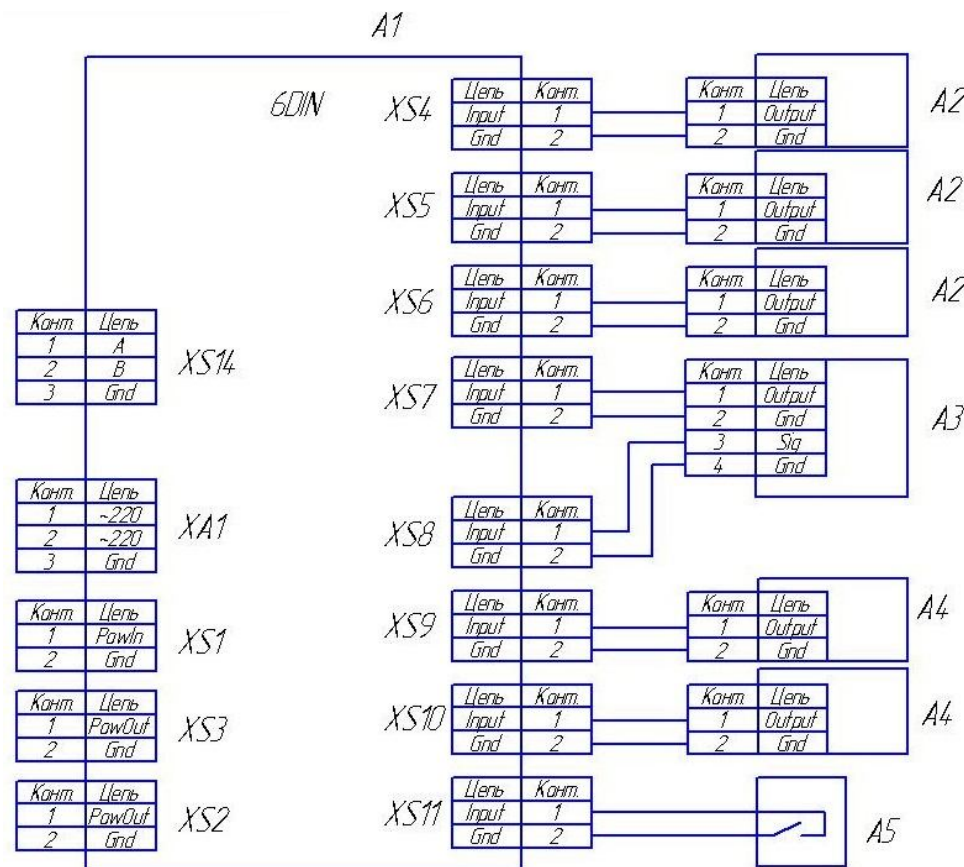 A1
6DIN
XS4
Цепь Конт.
Input 1
Gnd 2
Конт. Цепь
1 Output
2 Gnd
A2
XS5
Цепь Конт.
Input 1
Gnd 2
Конт. Цепь
1 Output
2 Gnd
A2
XS6
Цепь Конт.
Input 1
Gnd 2
Конт. Цепь
1 Output
2 Gnd
A2
Конт. Цепь
1 A
2 B
3 Gnd
XS14
XS7
Цепь Конт.
Input 1
Gnd 2
Конт. Цепь
1 Output
2 Gnd
3 Sig
4 Gnd
A3
Конт. Цепь
1 ~220
2 ~220
3 Gnd
XA1
XS8
Цепь Конт.
Input 1
Gnd 2
Конт. Цепь
1 PowIn
2 Gnd
XS1
XS9
Цепь Конт.
Input 1
Gnd 2
Конт. Цепь
1 Output
2 Gnd
A4
Конт. Цепь
1 PowOut
2 Gnd
XS3
XS10
Цепь Конт.
Input 1
Gnd 2
Конт. Цепь
1 Output
2 Gnd
A4
Конт. Цепь
1 PowOut
2 Gnd
XS2
XS11
Цепь Конт.
Input 1
Gnd 2
A5